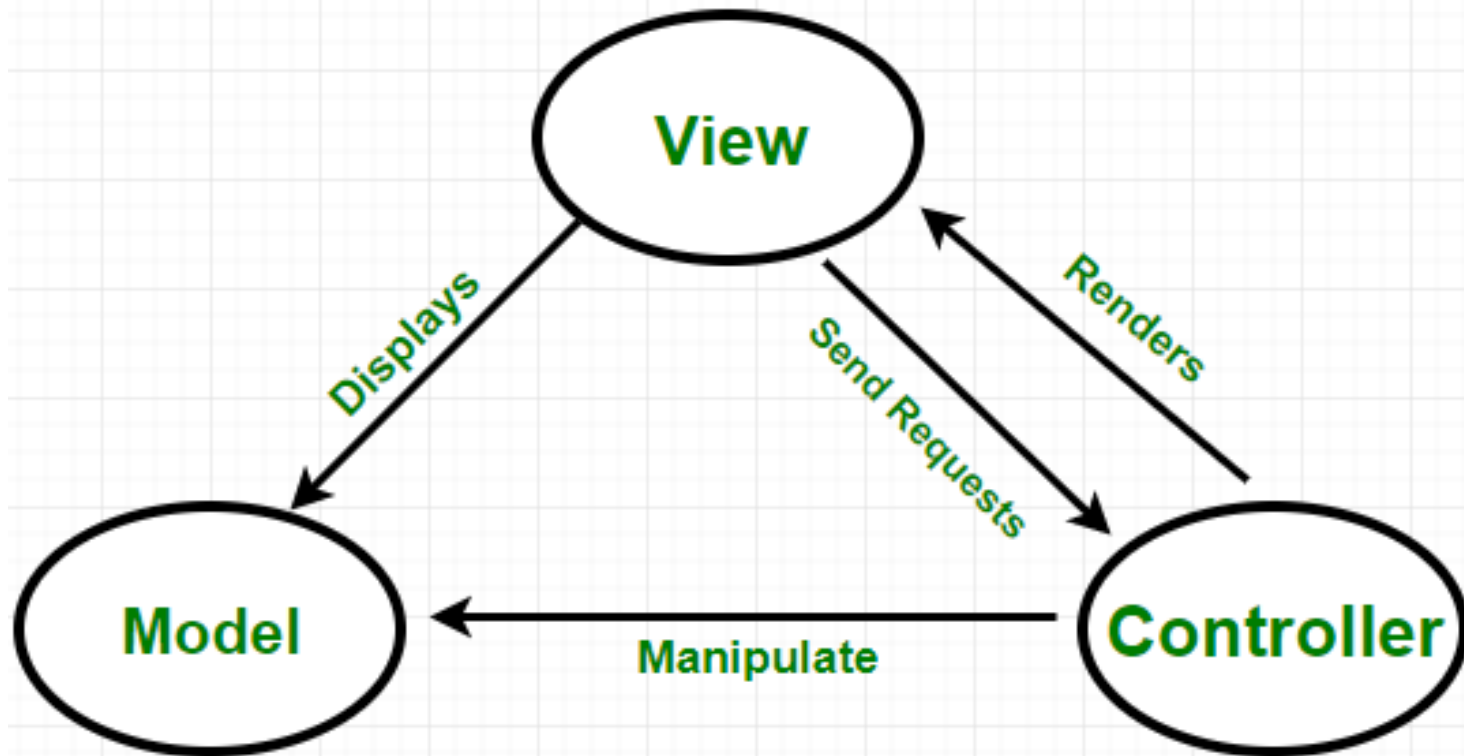 View
Displays
Send Requests
Renders
Model
Manipulate
Controller